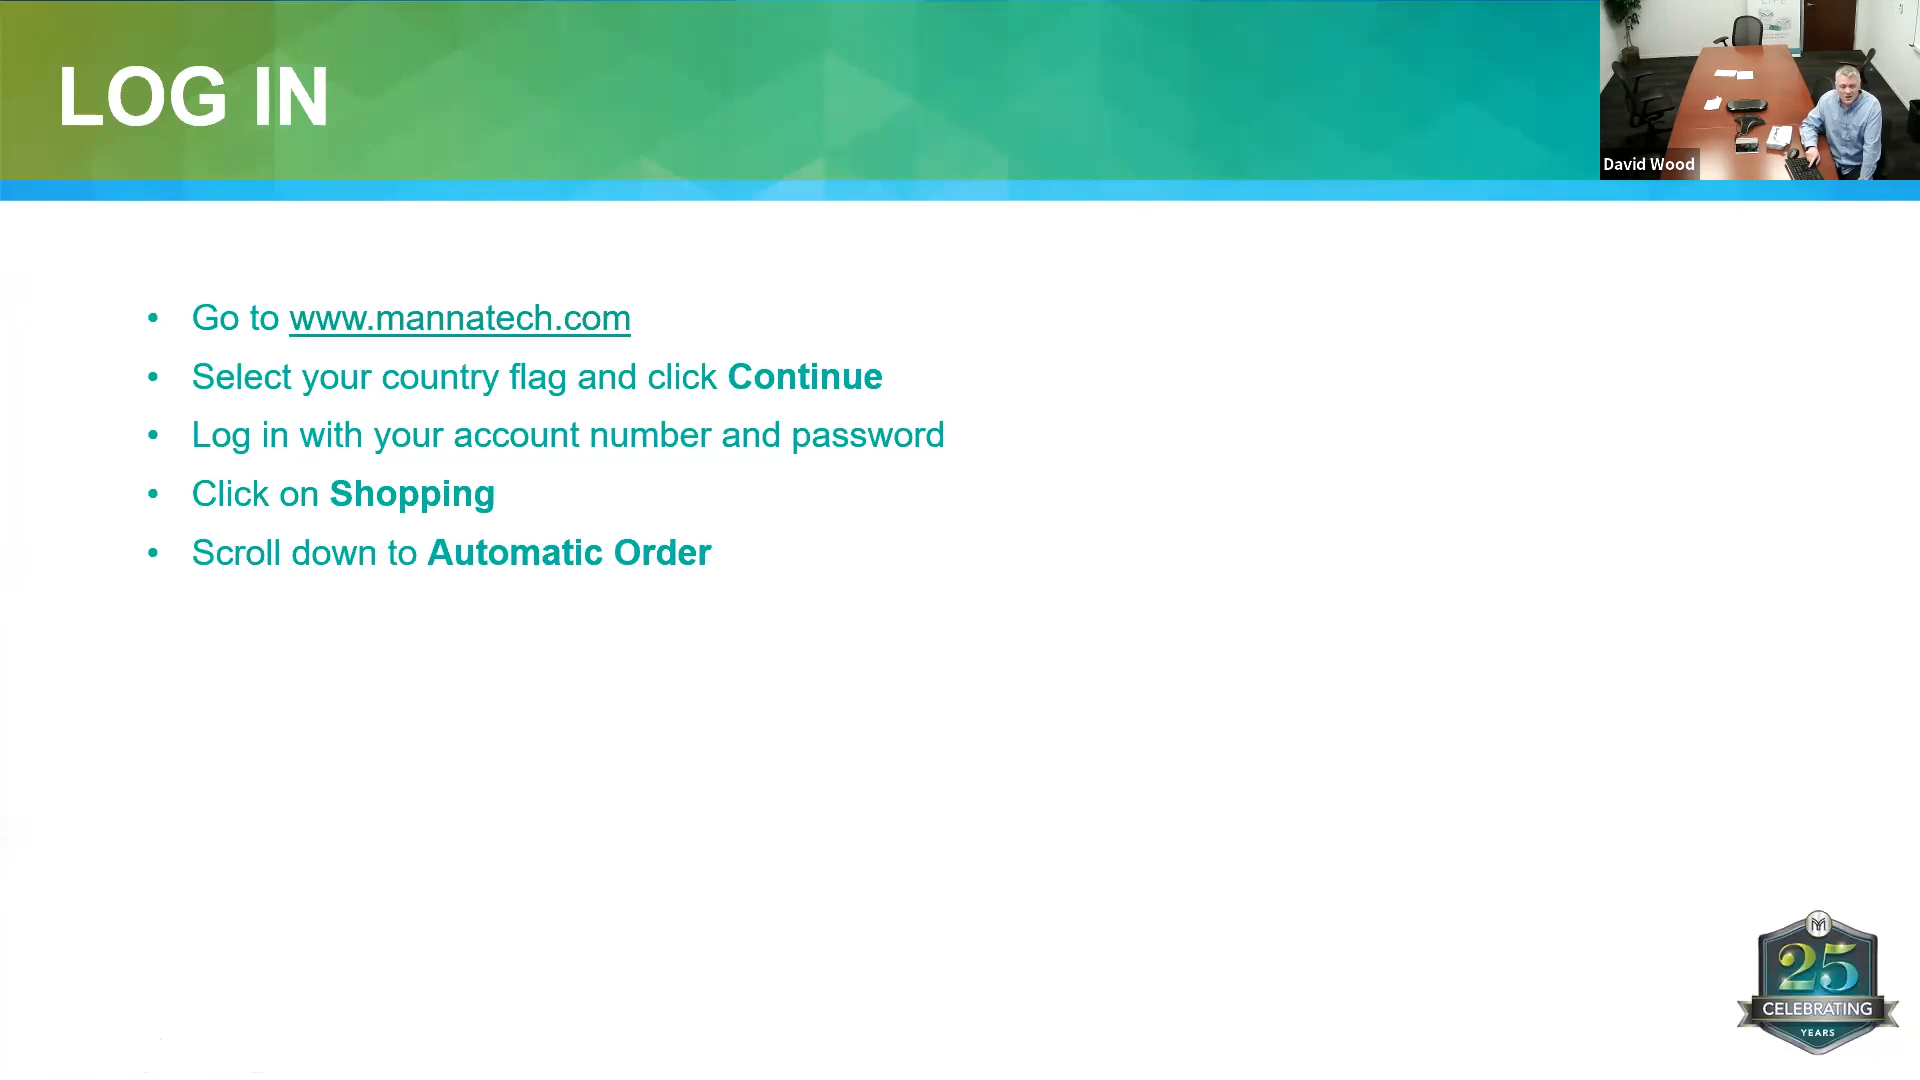 LOG IN
David Wood
• Go to www.mannatech.com
• Select your country flag and click Continue
• Log in with your account number and password
• Click on Shopping
• Scroll down to Automatic Order
25
CELEBRATING
YEARS